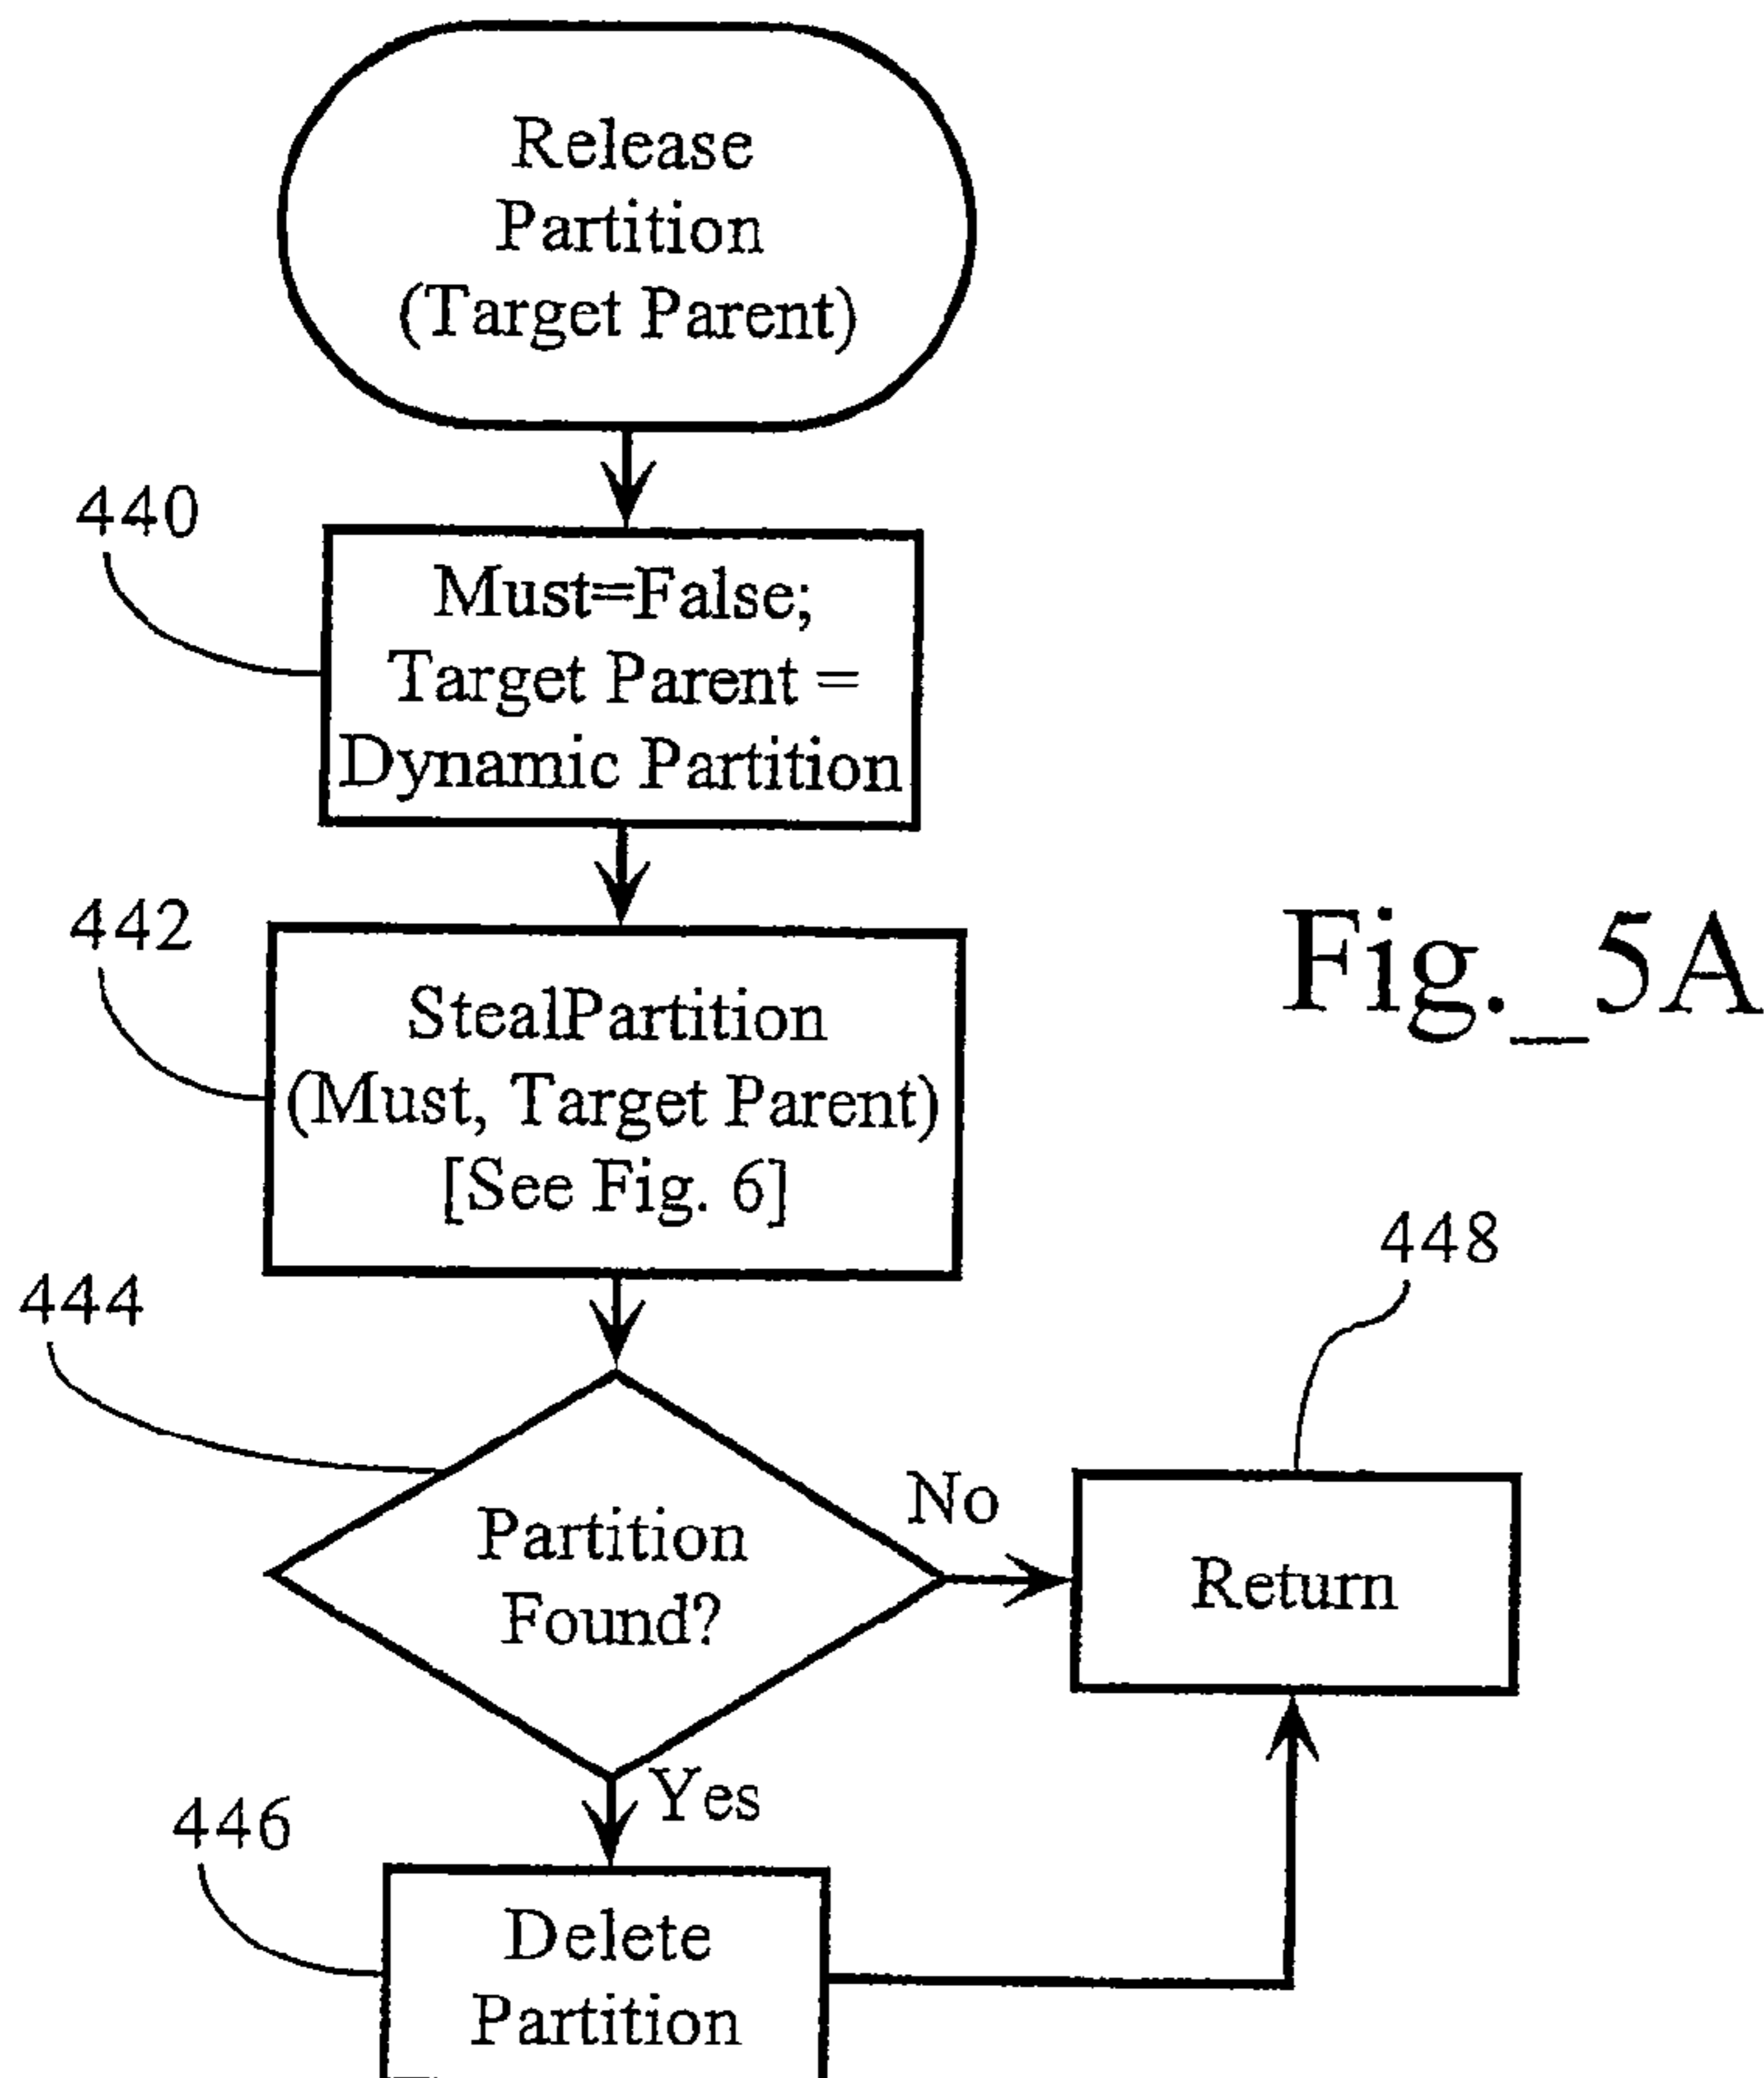 Release
Partition
(Target Parent)
440
Must=False;
Target Parent =
Dynamic Partition
442
StealPartition
(Must, Target Parent)
[See Fig. 6]
Fig._5A
444
448
Partition
Found?
No
Return
Yes
446
Delete
Partition